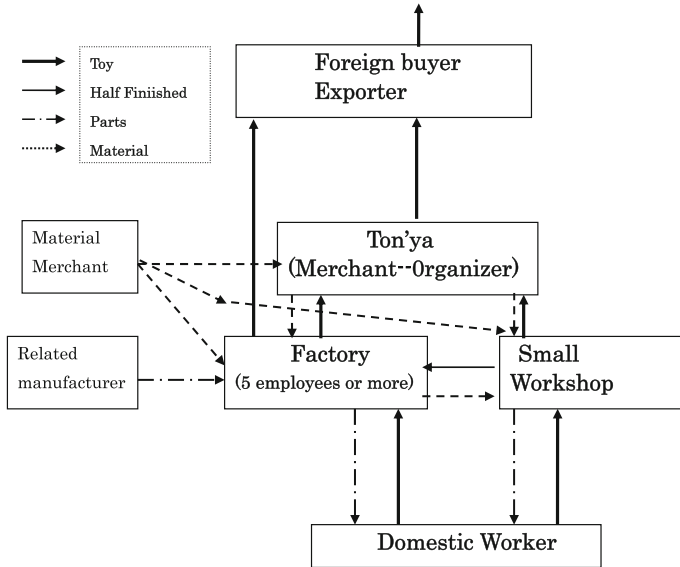 Toy
Half Finiished
Parts
Material
Foreign buyer
Exporter
Material
Merchant
Ton'ya
(Merchant--0rganizer)
Related
manufacturer
Factory
(5 employees or more)
Small
Workshop
Domestic Worker